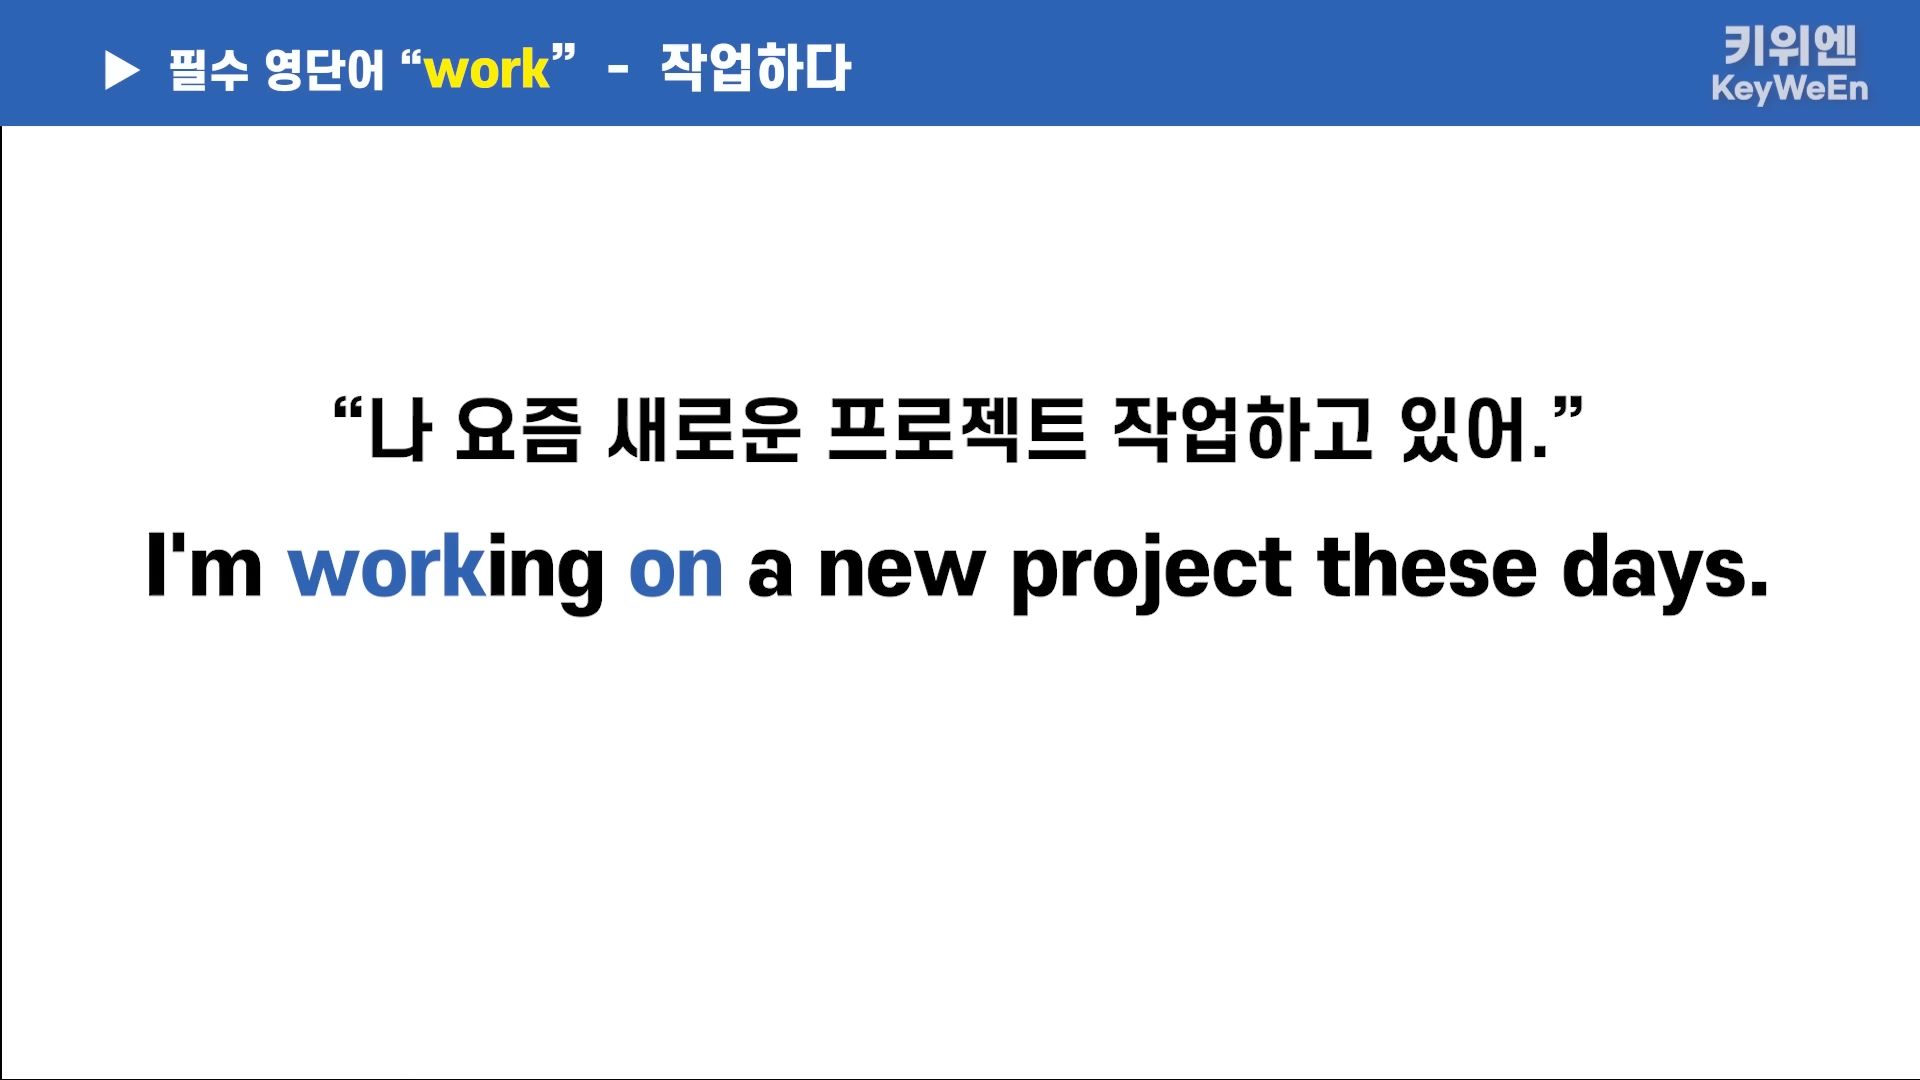 ▶ 필수 영단어 “work” - 작업하다
키위엔
KeyWeEn
“나 요즘 새로운 프로젝트 작업하고 있어.”
I'm working on a new project these days.